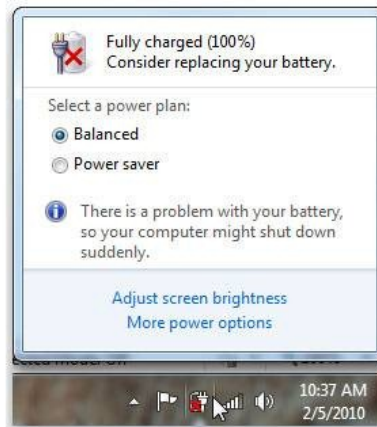 Fully charged (100%)
Consider replacing your battery.
Select a power plan:
Balanced
Power saver
There is a problem with your battery,
so your computer might shut down
suddenly.
Adjust screen brightness
More power options
10:37 AM
2/5/2010